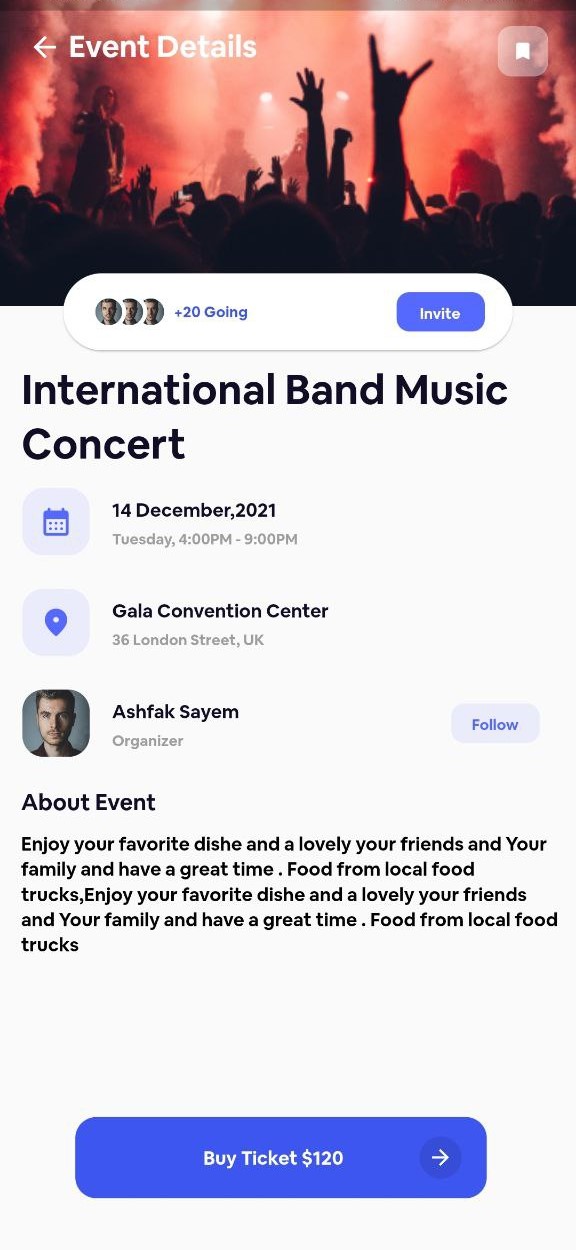 Event Details
+20 Going
Invite
International Band Music
Concert
14 December,2021
Tuesday, 4:00PM - 9:00PM
Gala Convention Center
36 London Street, UK
Ashfak Sayem
Organizer
Follow
About Event
Enjoy your favorite dishe and a lovely your friends and Your
family and have a great time . Food from local food
trucks,Enjoy your favorite dishe and a lovely your friends
and Your family and have a great time . Food from local food
trucks
Buy Ticket $120